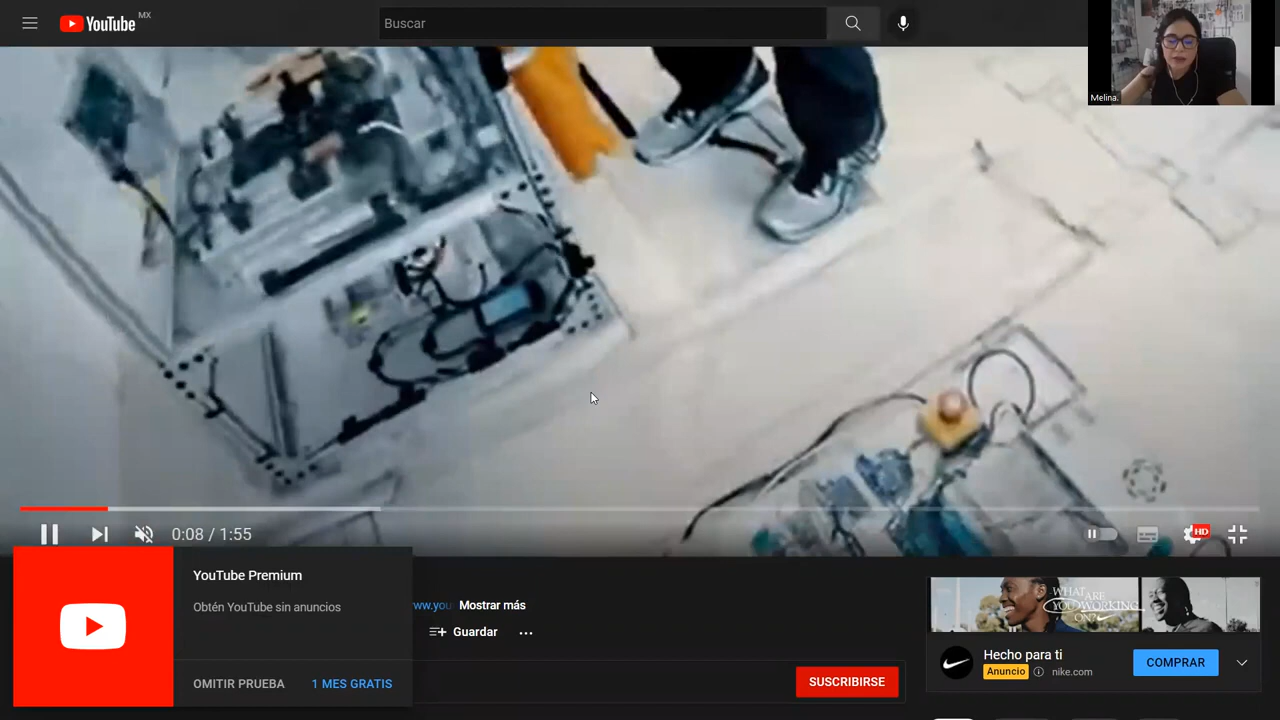 YouTube MX
Buscar
Melina.
0:08 / 1:55
HD
YouTube Premium
Obtén YouTube sin anuncios
OMITIR PRUEBA 1 MES GRATIS
ww.you Mostrar más
Guardar
SUSCRIBIRSE
WHAT ARE
YOU WORKING
ON?
Hecho para ti
Anuncio nike.com
COMPRAR